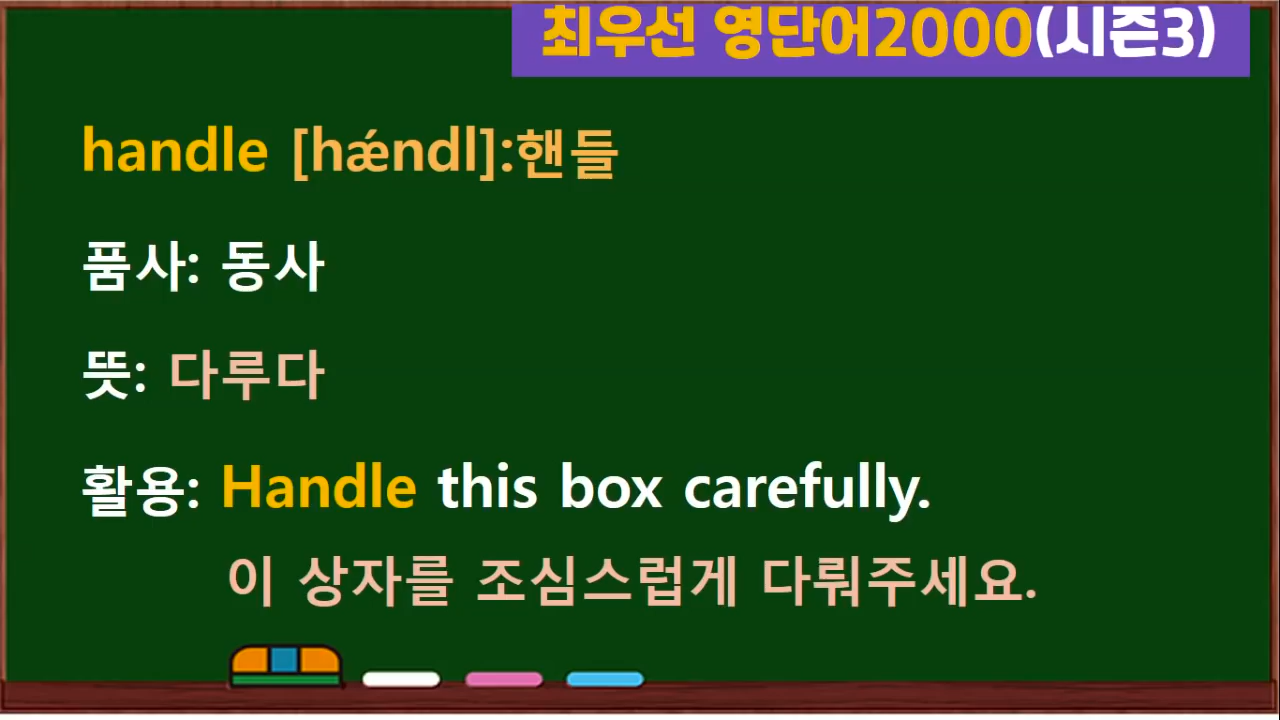 최우선 영단어2000(시즌3)
handle [hǽndl]:핸들
품사: 동사
뜻: 다루다
활용: Handle this box carefully.
이 상자를 조심스럽게 다뤄주세요.